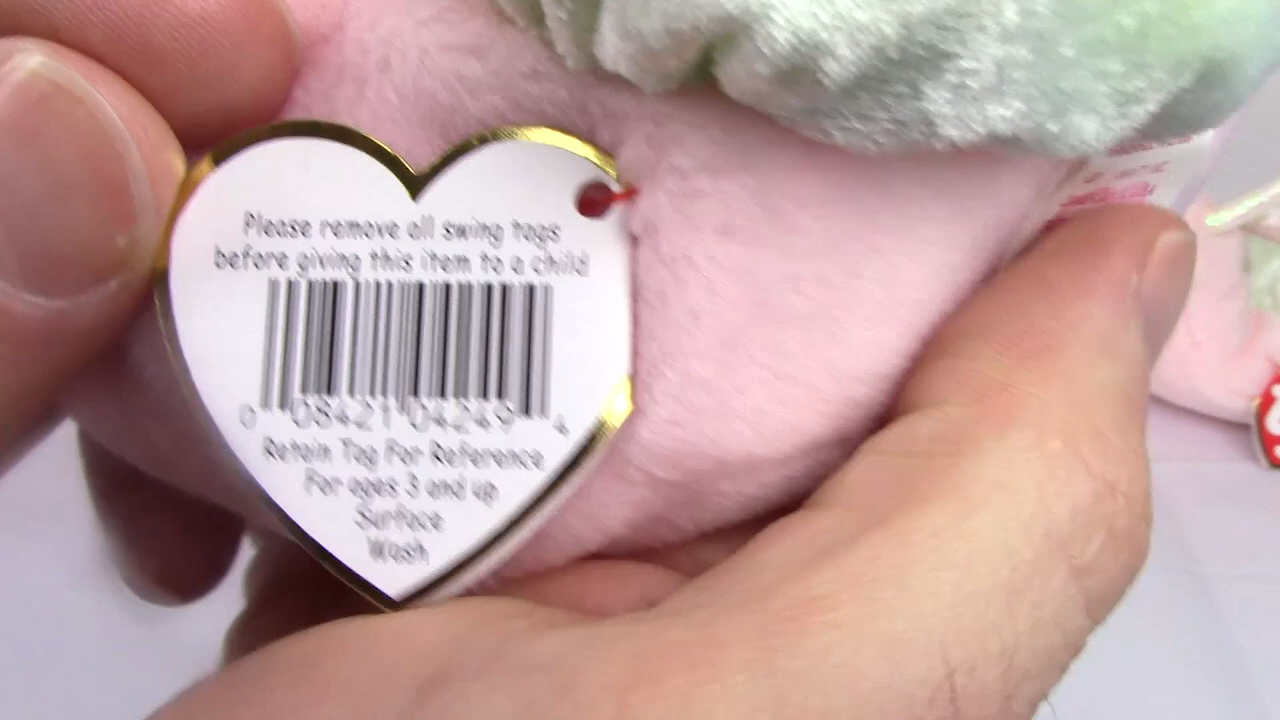 Please remove all swing tags
before giving this item to a child
0 08421 04249 4
Retain Tag For Reference
For ages 3 and up
Surface
Wash